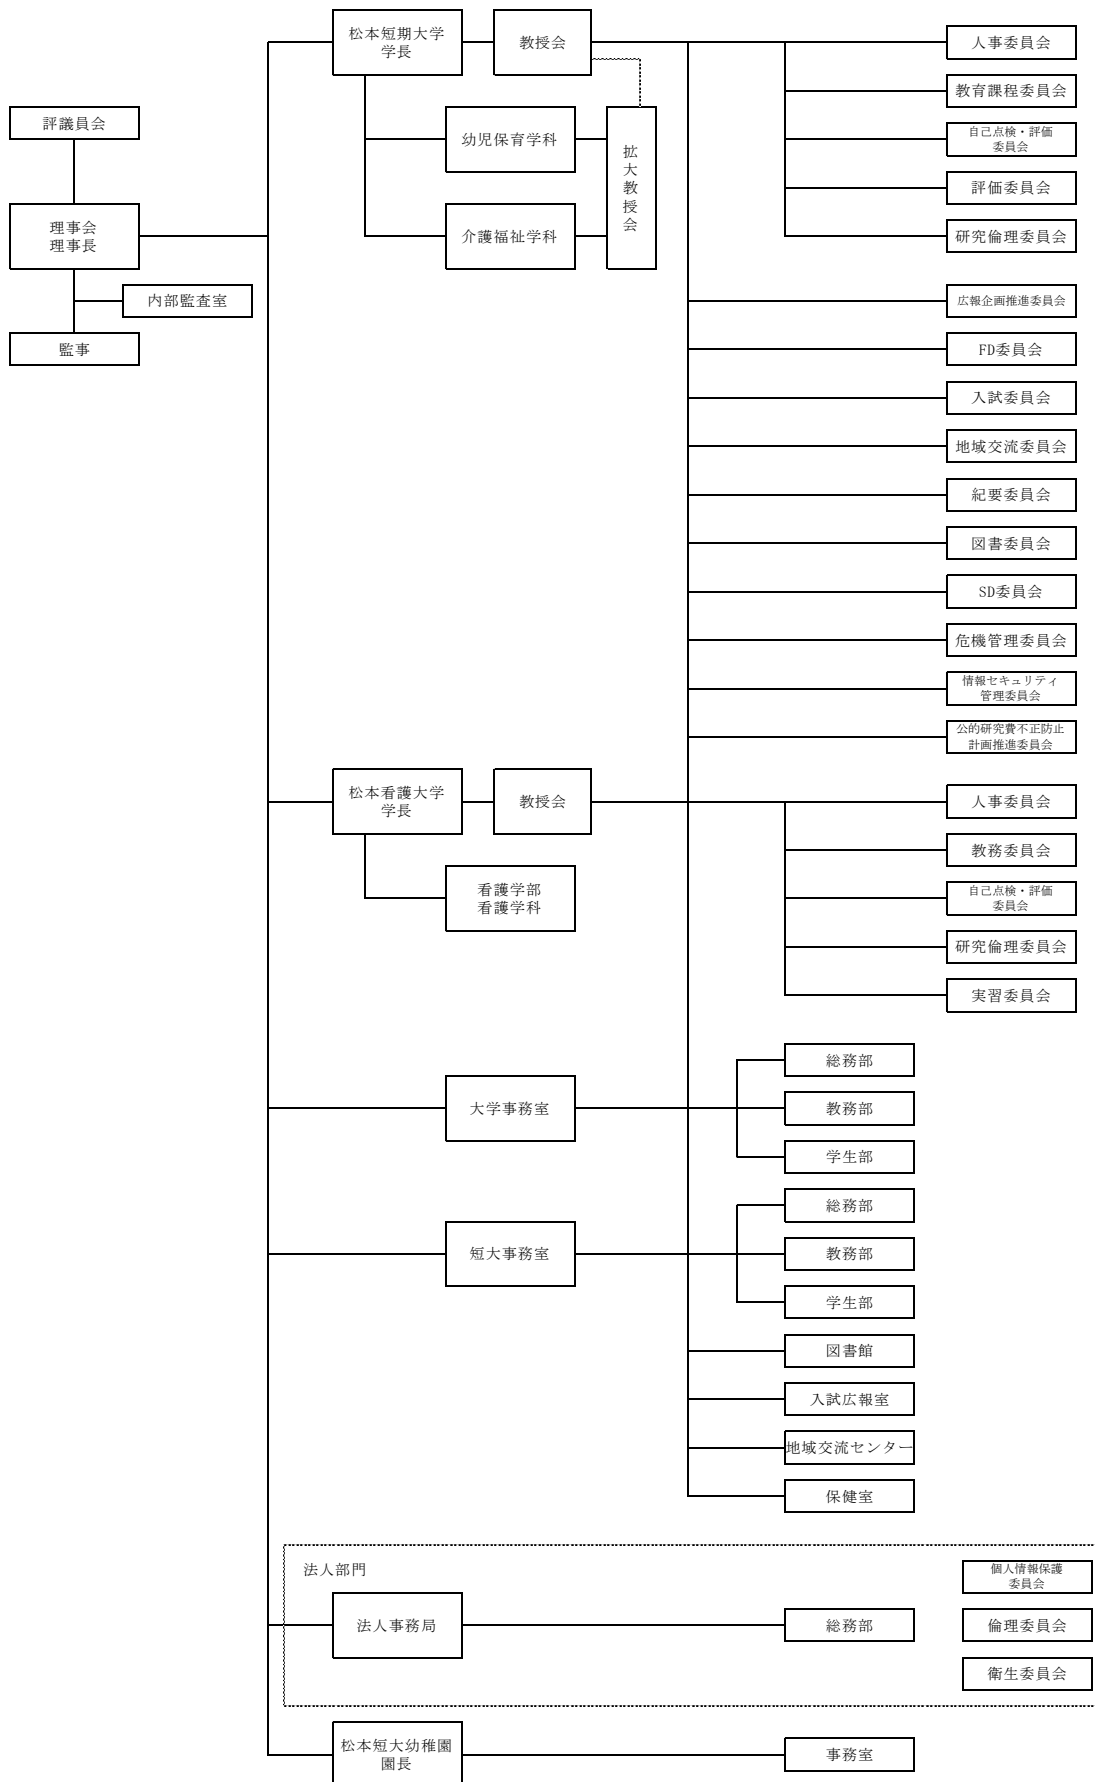 松本短期大学
学長
教授会
人事委員会
教育課程委員会
評議員会
自己点検・評価
委員会
幼児保育学科
拡大教授会
評価委員会
理事会
理事長
介護福祉学科
研究倫理委員会
内部監査室
広報企画推進委員会
監事
FD委員会
入試委員会
地域交流委員会
紀要委員会
図書委員会
SD委員会
危機管理委員会
情報セキュリティ
管理委員会
公的研究費不正防止
計画推進委員会
松本看護大学
学長
教授会
人事委員会
教務委員会
看護学部
看護学科
自己点検・評価
委員会
研究倫理委員会
実習委員会
大学事務室
総務部
教務部
学生部
短大事務室
総務部
教務部
学生部
図書館
入試広報室
地域交流センター
保健室
法人部門
個人情報保護
委員会
法人事務局
総務部
倫理委員会
衛生委員会
松本短大幼稚園
園長
事務室